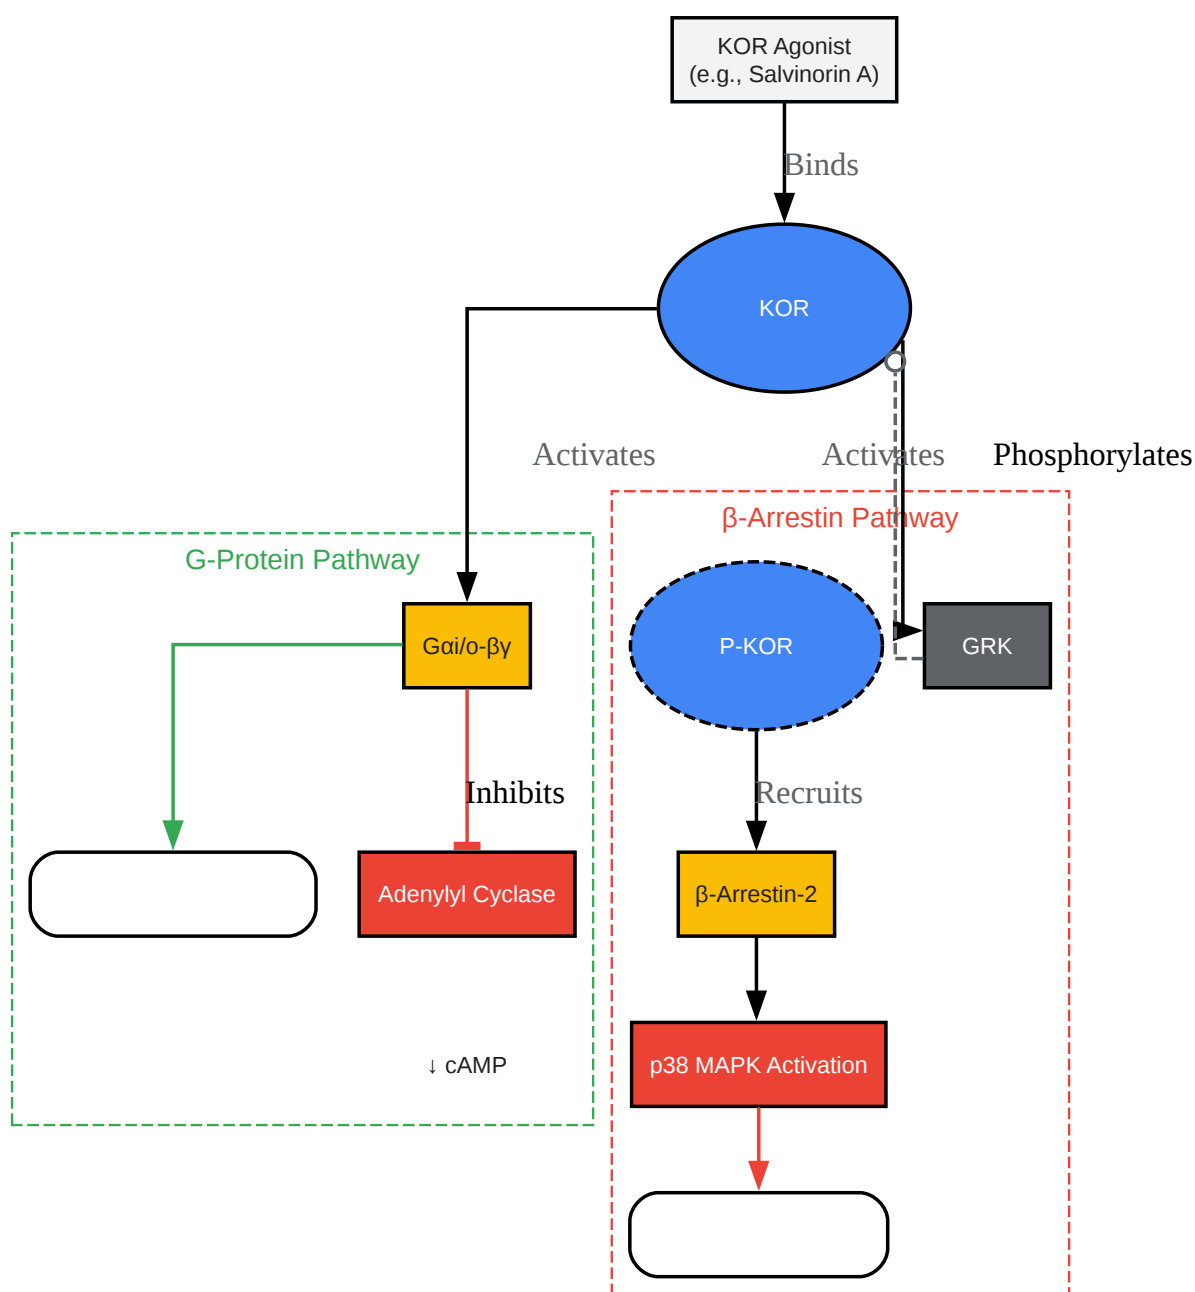 KOR Agonist
(e.g., Salvinorin A)
Binds
KOR
Activates
Activates
Phosphorylates
β-Arrestin Pathway
G-Protein Pathway
Gαi/o-βγ
P-KOR
GRK
Inhibits
Recruits
Adenylyl Cyclase
β-Arrestin-2
↓ cAMP
p38 MAPK Activation